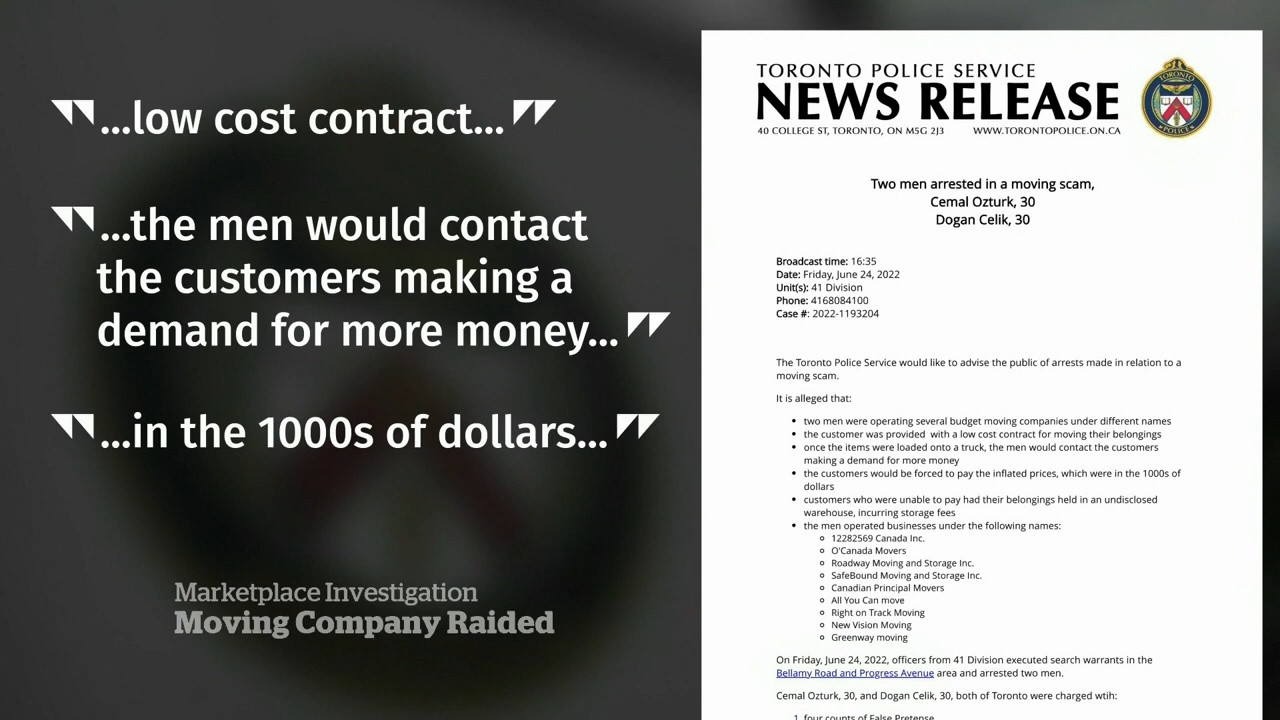 ...low cost contract...
...the men would contact
the customers making a
demand for more money...
...in the 1000s of dollars...
Marketplace Investigation
Moving Company Raided
TORONTO POLICE SERVICE
NEWS RELEASE
40 COLLEGE ST, TORONTO, ON M5G 2J3 WWW.TORONTOPOLICE.ON.CA
TORONTO
POLICE
Two men arrested in a moving scam,
Cemal Ozturk, 30
Dogan Celik, 30
Broadcast time: 16:35
Date: Friday, June 24, 2022
Unit(s): 41 Division
Phone: 4168084100
Case #: 2022-1193204
The Toronto Police Service would like to advise the public of arrests made in relation to a
moving scam.
It is alleged that:
• two men were operating several budget moving companies under different names
• the customer was provided with a low cost contract for moving their belongings
• once the items were loaded onto a truck, the men would contact the customers
making a demand for more money
• the customers would be forced to pay the inflated prices, which were in the 1000s of
dollars
• customers who were unable to pay had their belongings held in an undisclosed
warehouse, incurring storage fees
• the men operated businesses under the following names:
o 12282569 Canada Inc.
o O'Canada Movers
o Roadway Moving and Storage Inc.
o SafeBound Moving and Storage Inc.
o Canadian Principal Movers
o All You Can move
o Right on Track Moving
o New Vision Moving
o Greenway moving
On Friday, June 24, 2022, officers from 41 Division executed search warrants in the
Bellamy Road and Progress Avenue area and arrested two men.
Cemal Ozturk, 30, and Dogan Celik, 30, both of Toronto were charged wtih:
1. four counts of False Pretense